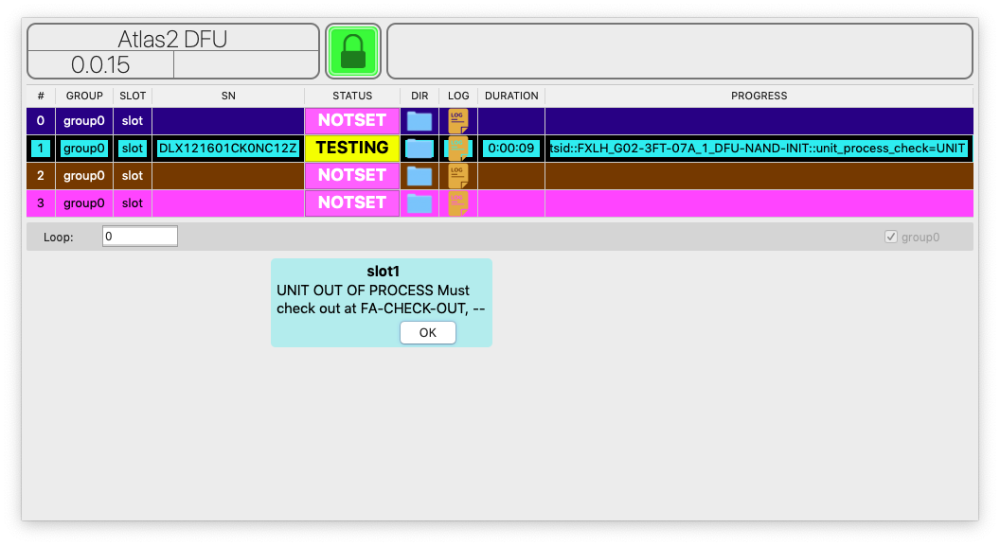 Atlas2 DFU
0.0.15
# GROUP SLOT SN STATUS DIR LOG DURATION PROGRESS
0 group0 slot NOTSET LOG
1 group0 slot DLX121601CK0NC12Z TESTING LOG 0:00:09 tsid::FXLH_G02-3FT-07A_1_DFU-NAND-INIT::unit_process_check=UNIT
2 group0 slot NOTSET LOG
3 group0 slot NOTSET LOG
Loop: 0 group0
slot1
UNIT OUT OF PROCESS Must
check out at FA-CHECK-OUT, --
OK